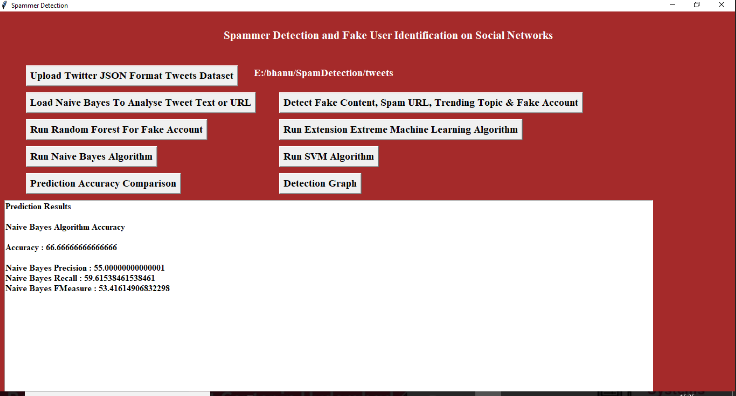 Spammer Detection
Spammer Detection and Fake User Identification on Social Networks
Upload Twitter JSON Format Tweets Dataset
E:/bhanu/SpamDetection/tweets
Load Naive Bayes To Analyse Tweet Text or URL
Detect Fake Content, Spam URL, Trending Topic & Fake Account
Run Random Forest For Fake Account
Run Extension Extreme Machine Learning Algorithm
Run Naive Bayes Algorithm
Run SVM Algorithm
Prediction Accuracy Comparison
Detection Graph
Prediction Results
Naive Bayes Algorithm Accuracy
Accuracy : 66.66666666666666
Naive Bayes Precision : 55.00000000000001
Naive Bayes Recall : 59.61538461538461
Naive Bayes FMeasure : 53.41614906832298